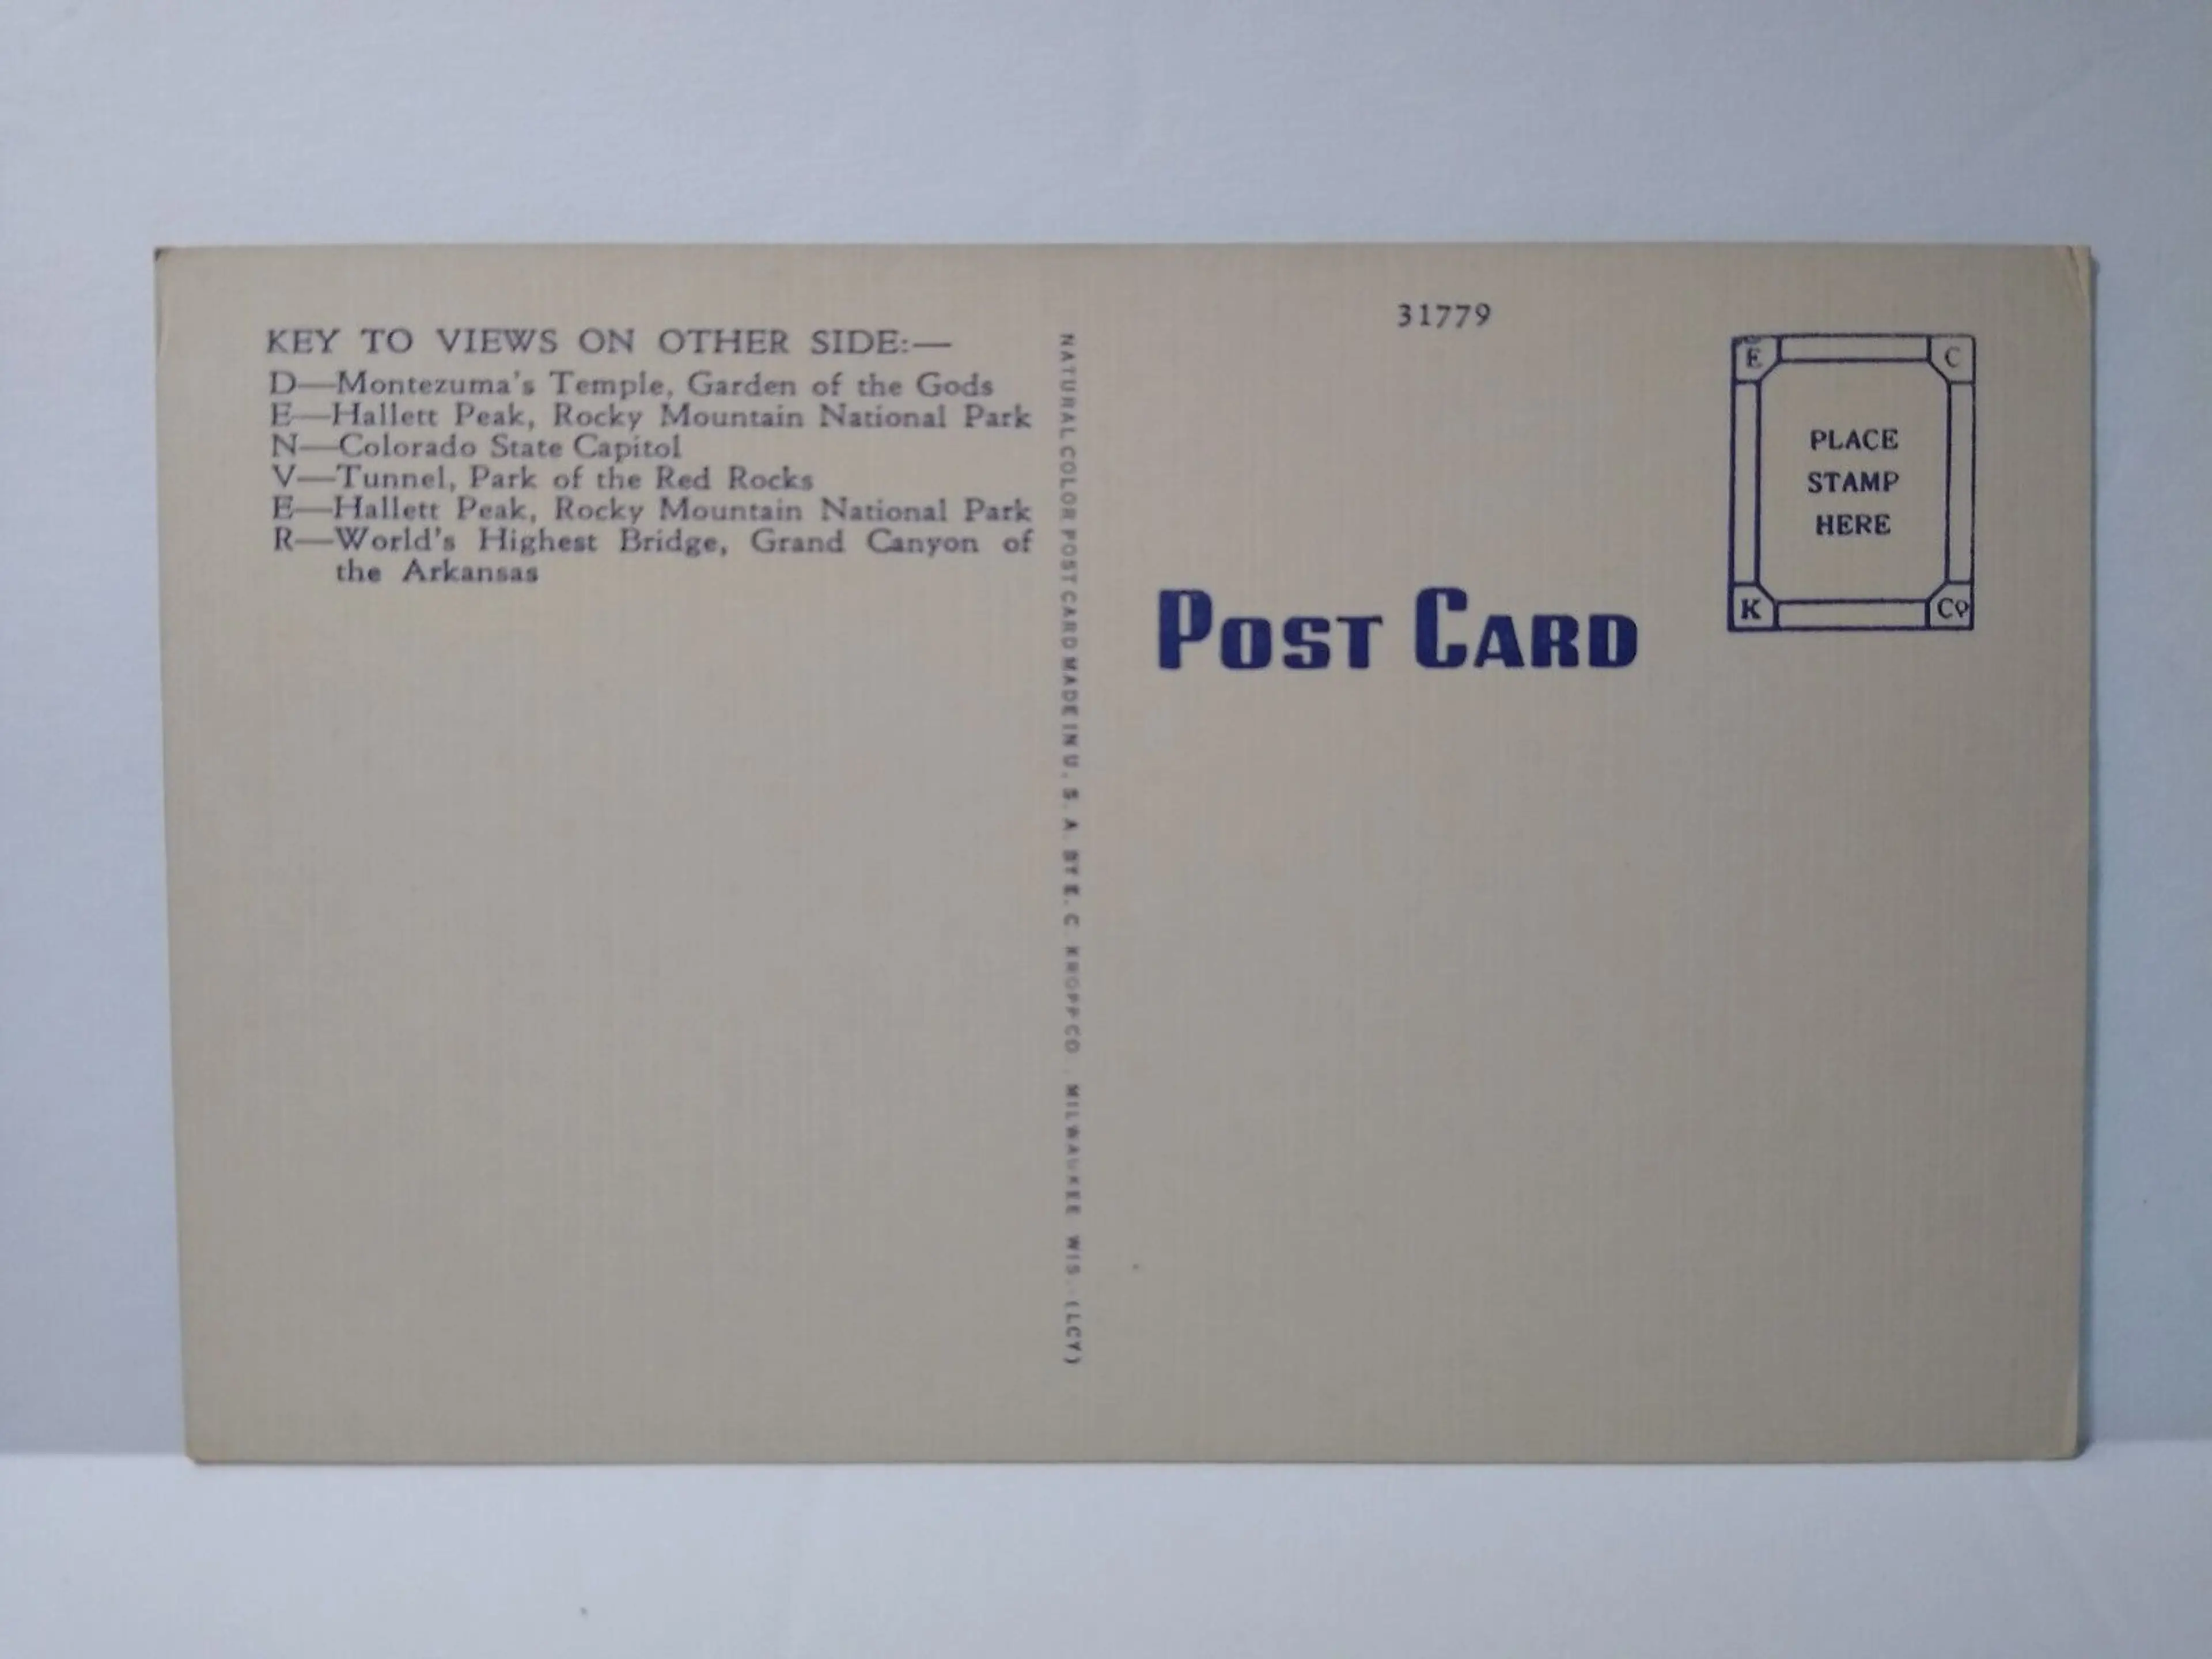 KEY TO VIEWS ON OTHER SIDE:—
D—Montezuma's Temple, Garden of the Gods
E—Hallett Peak, Rocky Mountain National Park
N—Colorado State Capitol
V—Tunnel, Park of the Red Rocks
E—Hallett Peak, Rocky Mountain National Park
R—World's Highest Bridge, Grand Canyon of
the Arkansas
NATURAL COLOR POST CARD MADE IN U. S. A. BY E. C. KROPP CO. MILWAUKEE WIS. (LCY)
31779
POST CARD
E C
PLACE
STAMP
HERE
K Co